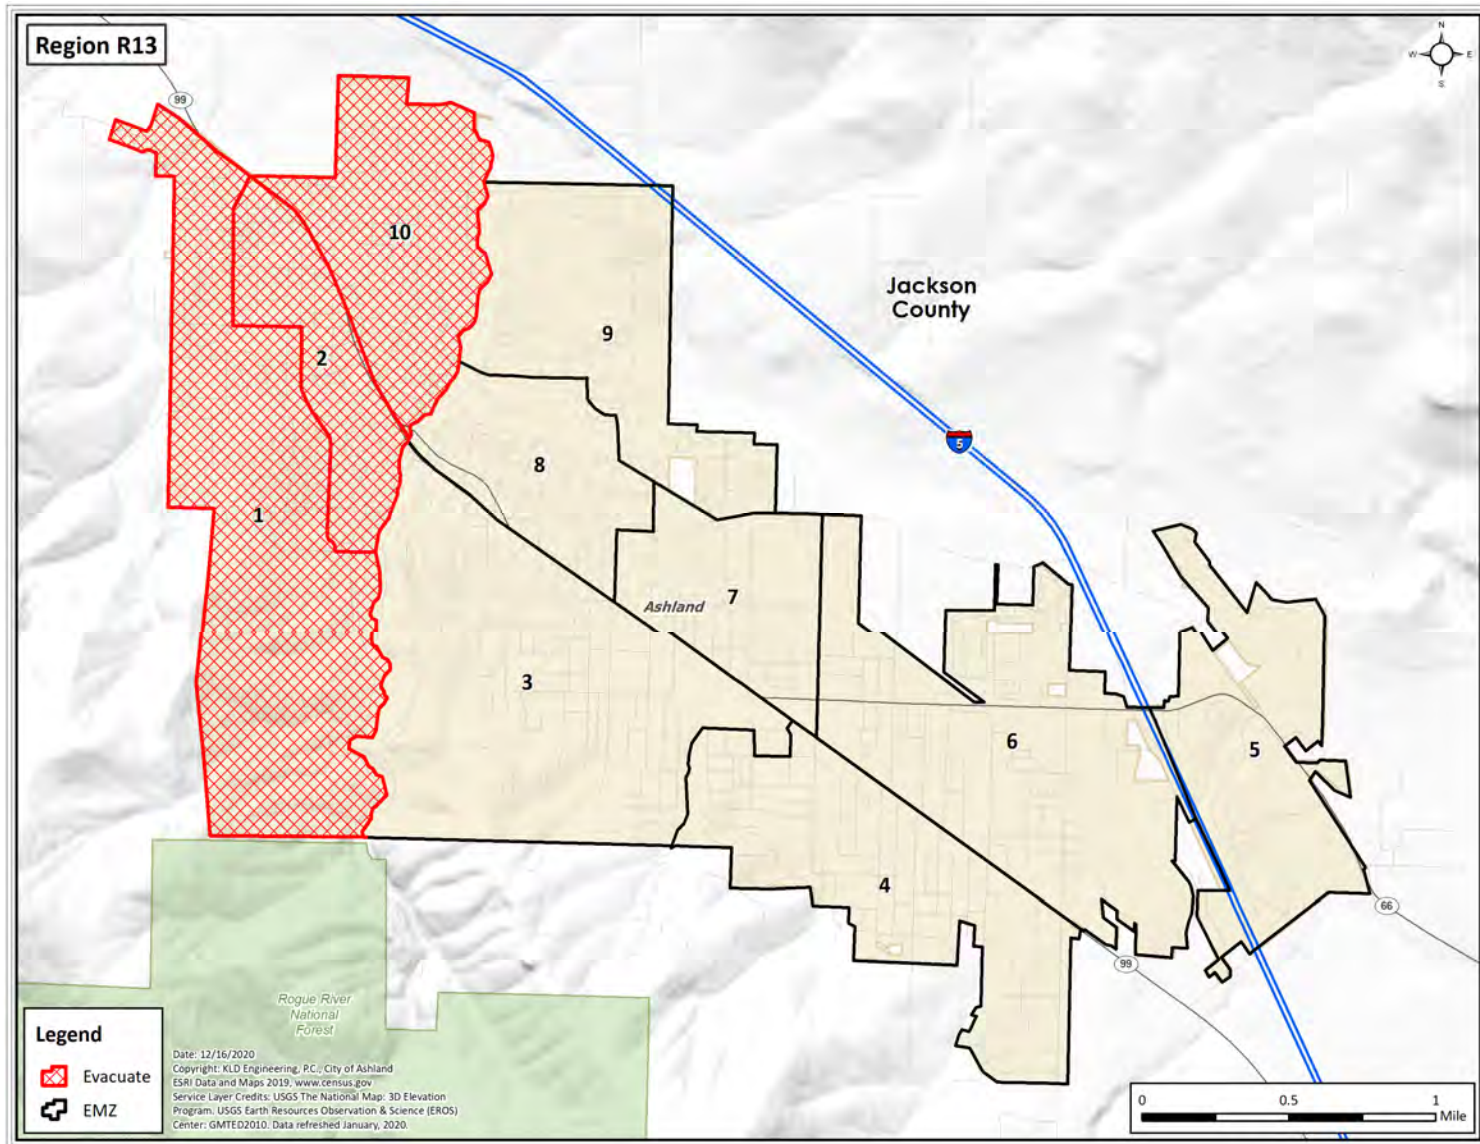 Region R13
N
W
E
S
99
10
Jackson
County
9
2
5
8
1
7
Ashland
3
6
5
4
66
99
Rogue River
National
Forest
Legend
Evacuate
EMZ
Date: 12/16/2020
Copyright: KLD Engineering, P.C., City of Ashland
ESRI Data and Maps 2019, www.census.gov
Service Layer Credits: USGS The National Map: 3D Elevation
Program. USGS Earth Resources Observation & Science (EROS)
Center: GMTED2010. Data refreshed January, 2020.
0 0.5 1
Mile